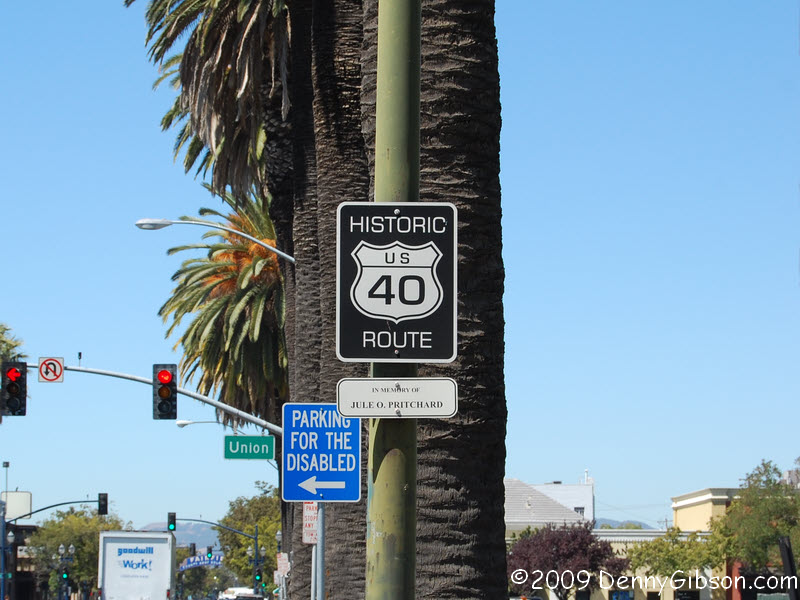 HISTORIC
US
40
ROUTE
IN MEMORY OF
JULE O. PRITCHARD
PARKING
FOR THE
DISABLED
Union
goodwill
Work!
©2009 DennyGibson.com